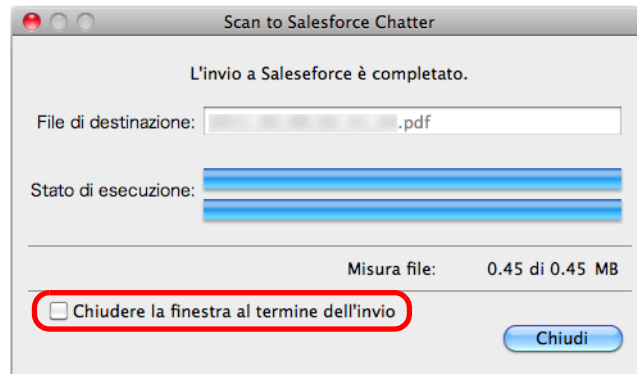 Scan to Salesforce Chatter
L'invio a Saleseforce è completato.
File di destinazione: .pdf
Stato di esecuzione:
Misura file: 0.45 di 0.45 MB
Chiudere la finestra al termine dell'invio
Chiudi